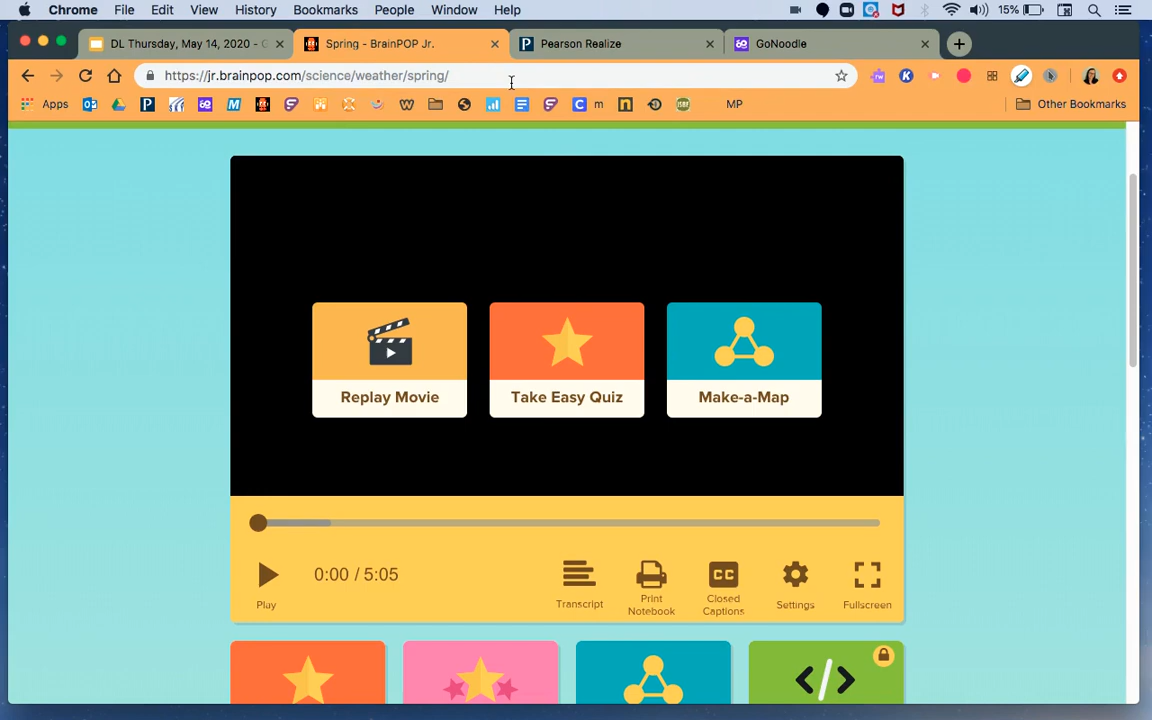 Chrome File Edit View History Bookmarks People Window Help 15%
DL Thursday, May 14, 2020 - G
Spring - BrainPOP Jr.
Pearson Realize
GoNoodle
https://jr.brainpop.com/science/weather/spring/
Apps m MP Other Bookmarks
Replay Movie
Take Easy Quiz
Make-a-Map
0:00 / 5:05
Play
Transcript
Print
Notebook
CC
Closed
Captions
Settings
Fullscreen